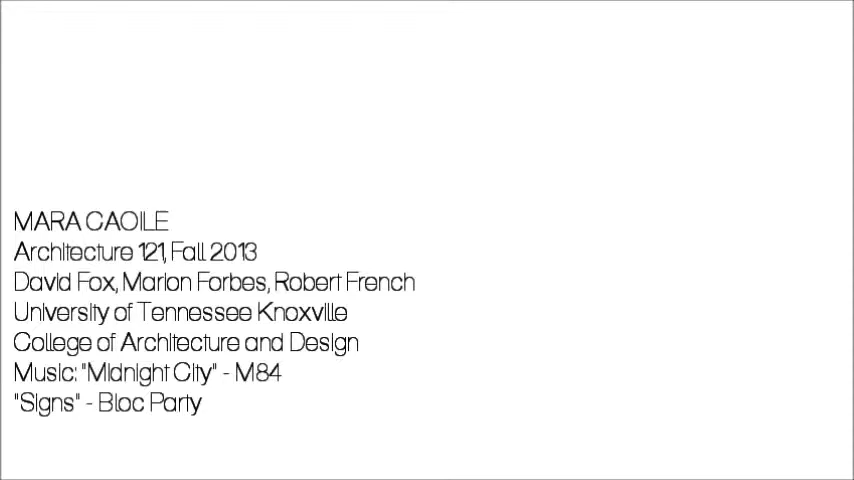 MARA CAOILE
Architecture 121, Fall 2013
David Fox, Marion Forbes, Robert French
University of Tennessee Knoxville
College of Architecture and Design
Music: "Midnight City" - M84
"Signs" - Bloc Party